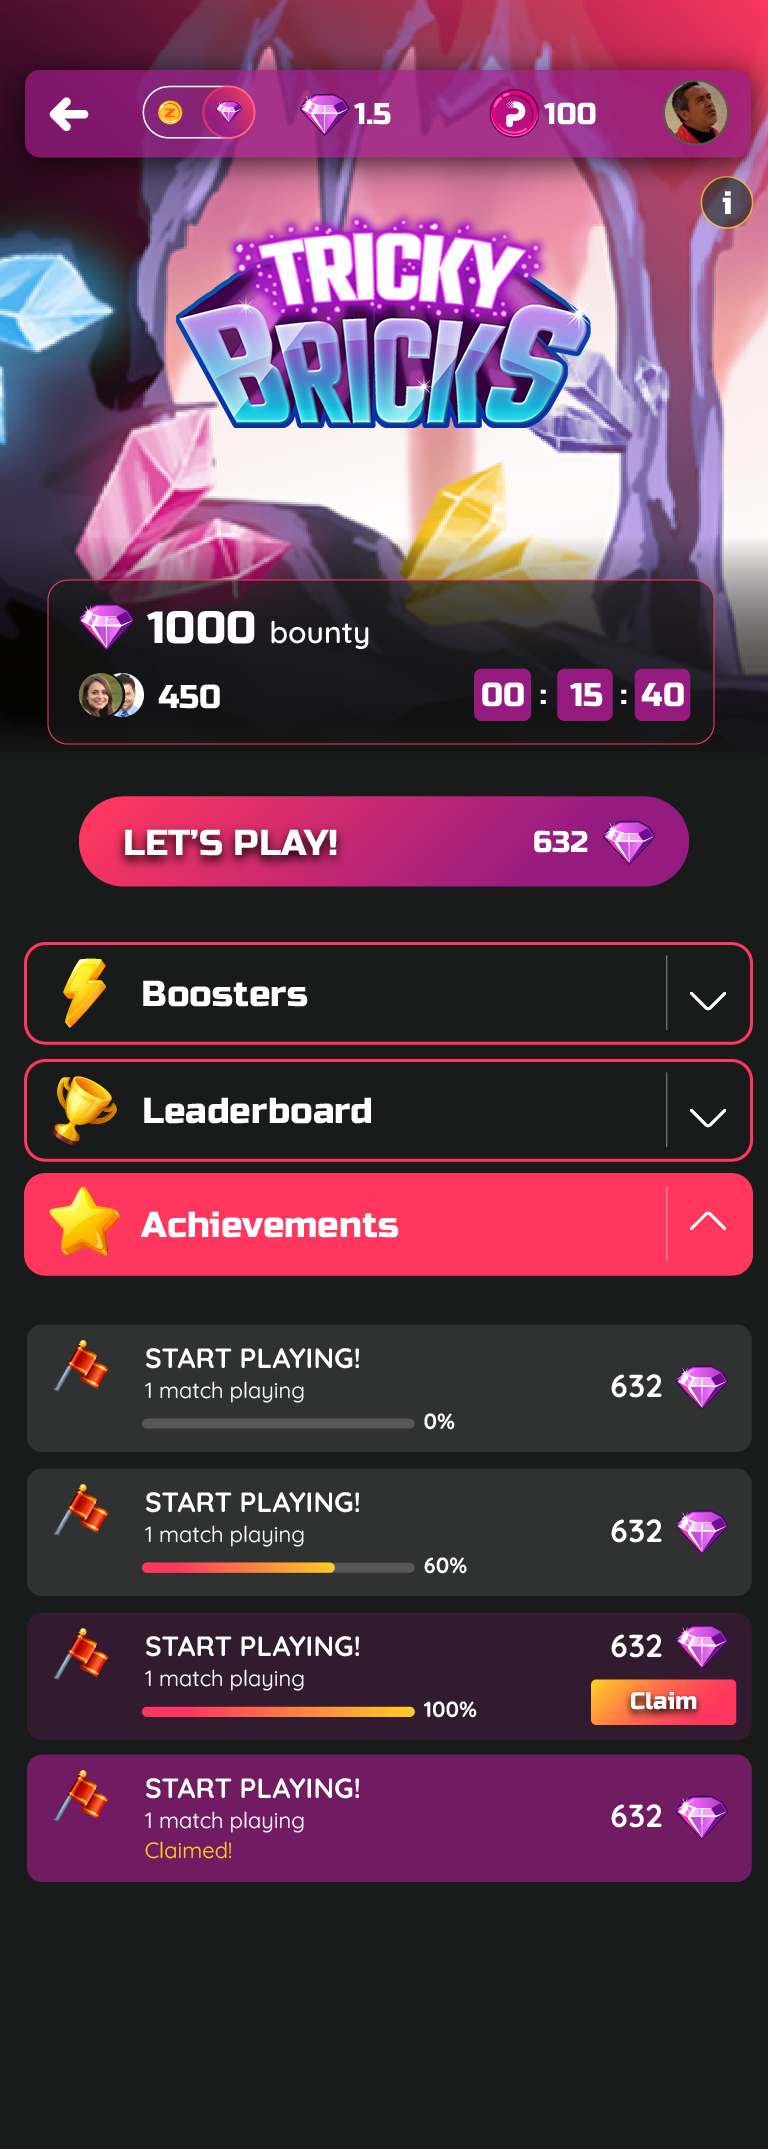 Z 1.5 P 100
i
TRICKY
BRICKS
1000 bounty
450 00 : 15 : 40
LET'S PLAY! 632
Boosters
Leaderboard
Achievements
START PLAYING!
1 match playing
632
0%
START PLAYING!
1 match playing
632
60%
START PLAYING!
632
1 match playing
Claim
100%
START PLAYING!
1 match playing
632
Claimed!